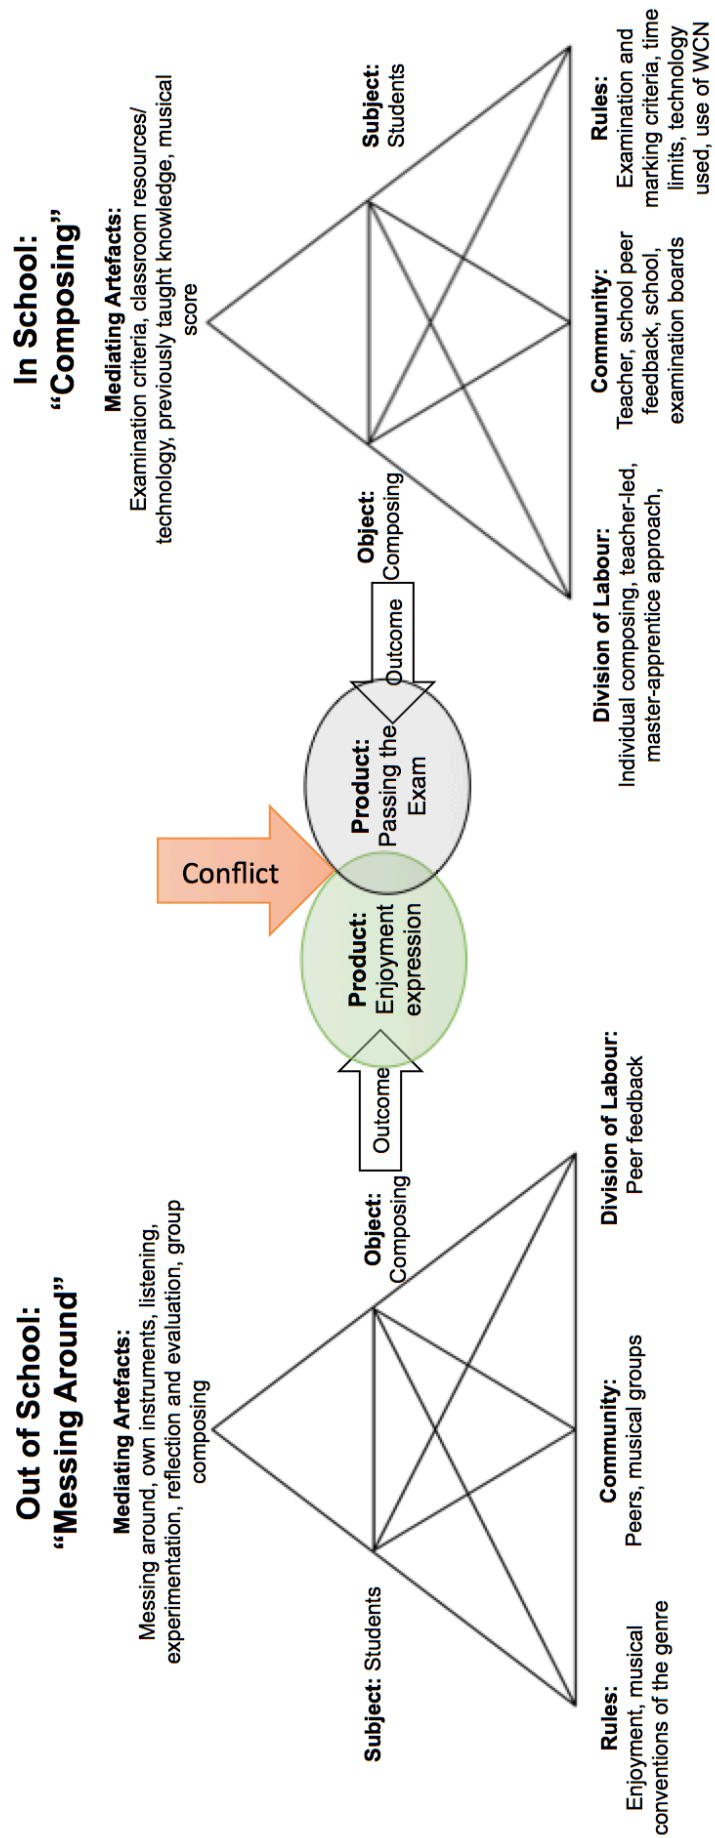 Out of School:
“Messing Around”
Mediating Artefacts:
Messing around, own instruments, listening,
experimentation, reflection and evaluation, group
composing
Subject: Students
Object:
Composing
Rules:
Enjoyment, musical
conventions of the genre
Community:
Peers, musical groups
Division of Labour:
Peer feedback
Outcome
Product:
Enjoyment
expression
Conflict
Product:
Passing the
Exam
Outcome
In School:
“Composing”
Mediating Artefacts:
Examination criteria, classroom resources/
technology, previously taught knowledge, musical
score
Object:
Composing
Subject:
Students
Division of Labour:
Individual composing, teacher-led,
master-apprentice approach,
Community:
Teacher, school peer
feedback, school,
examination boards
Rules:
Examination and
marking criteria, time
limits, technology
used, use of WCN